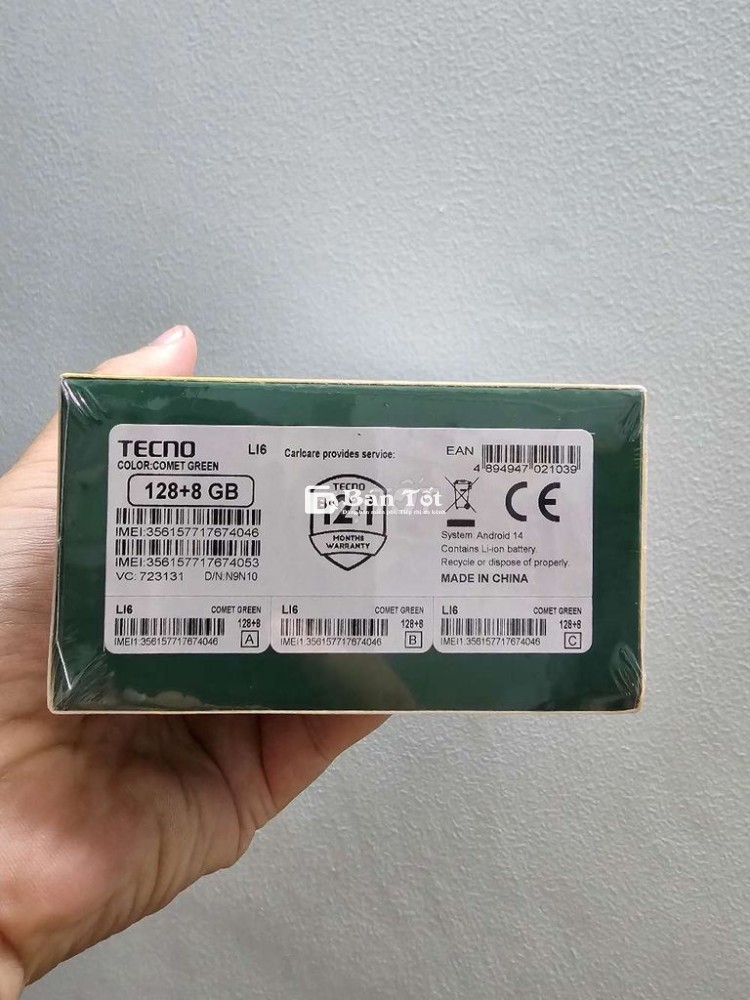 TECNO
LI6
COLOR:COMET GREEN
128+8 GB
IMEI:356157717674046
IMEI:356157717674053
VC: 723131 D/N:N9N10
Carlcare provides service:
TECNO
12+1
MONTHS
WARRANTY
Bán Tốt
EAN
4 894947 021039
CE
System: Android 14
Contains Li-ion battery.
Recycle or dispose of properly.
MADE IN CHINA
LI6 COMET GREEN
128+8
IMEI1:356157717674046 A
LI6 COMET GREEN
128+8
IMEI1:356157717674046 B
LI6 COMET GREEN
128+8
IMEI1:356157717674046 C